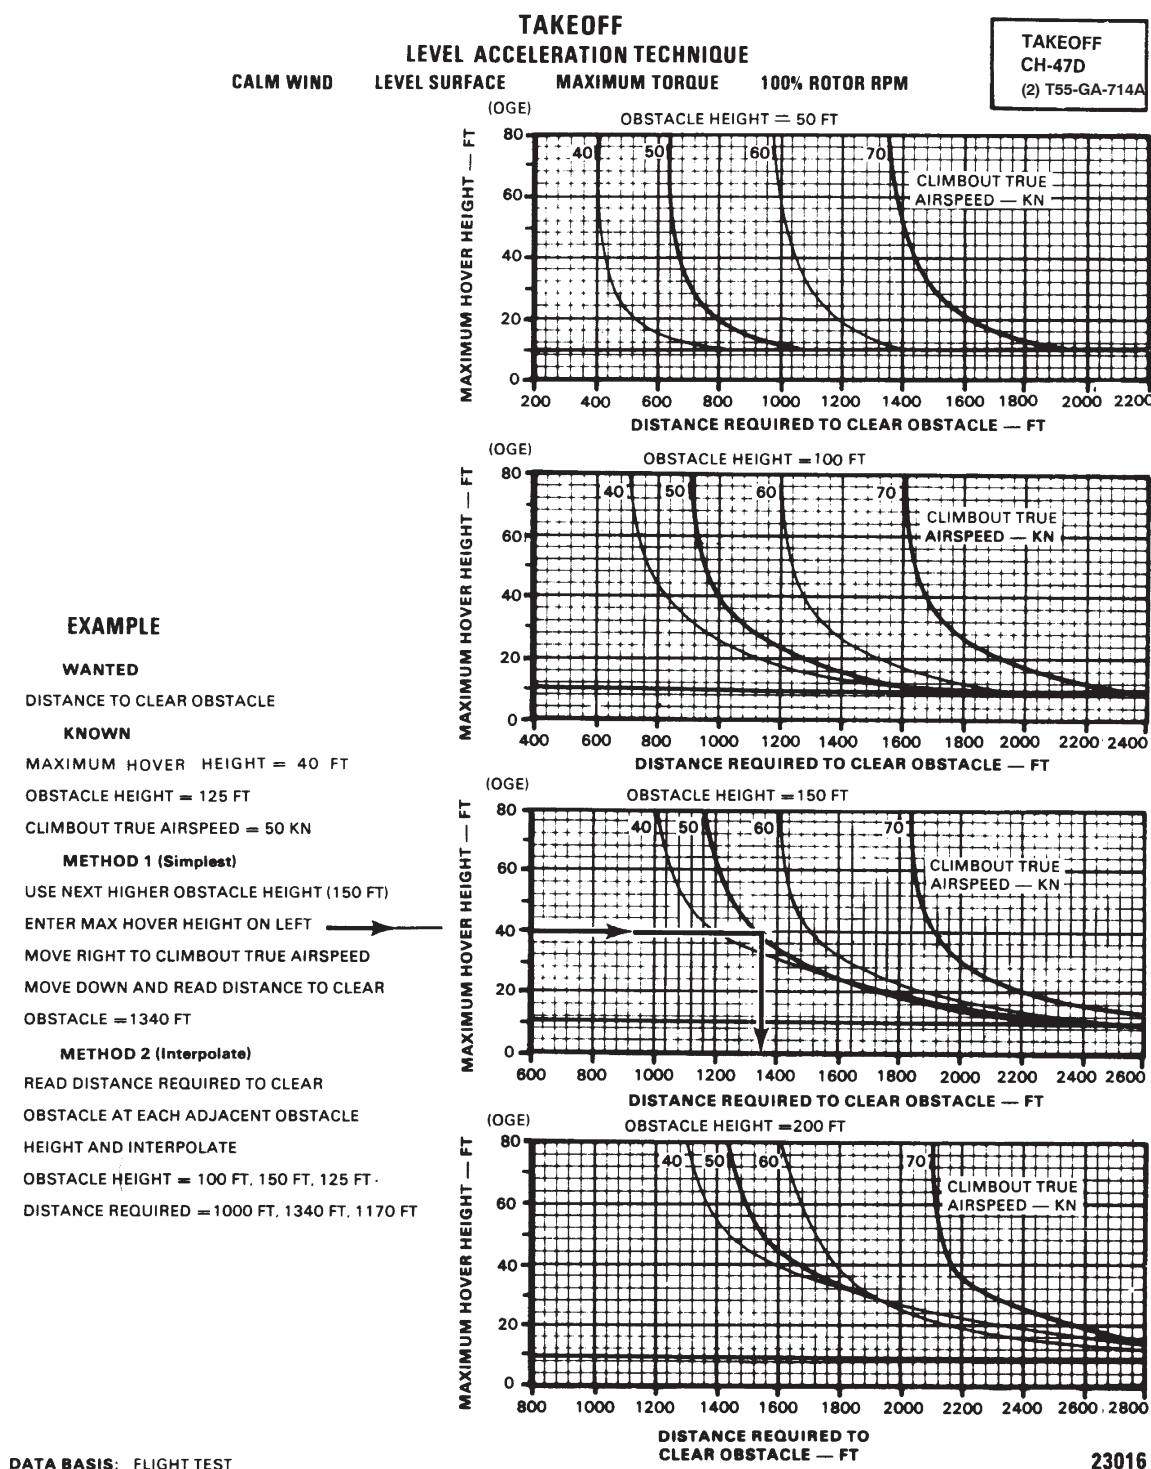 TAKEOFF
LEVEL ACCELERATION TECHNIQUE
CALM WIND LEVEL SURFACE MAXIMUM TORQUE 100% ROTOR RPM
TAKEOFF
CH-47D
(2) T55-GA-714A
(OGE)
OBSTACLE HEIGHT = 50 FT
MAXIMUM HOVER HEIGHT — FT
80
60
40
20
0
40 50 60 70
CLIMBOUT TRUE
AIRSPEED — KN
200 400 600 800 1000 1200 1400 1600 1800 2000 2200
DISTANCE REQUIRED TO CLEAR OBSTACLE — FT
(OGE)
OBSTACLE HEIGHT = 100 FT
MAXIMUM HOVER HEIGHT — FT
80
60
40
20
0
40 50 60 70
CLIMBOUT TRUE
AIRSPEED — KN
400 600 800 1000 1200 1400 1600 1800 2000 2200 2400
DISTANCE REQUIRED TO CLEAR OBSTACLE — FT
EXAMPLE
WANTED
DISTANCE TO CLEAR OBSTACLE
KNOWN
MAXIMUM HOVER HEIGHT = 40 FT
OBSTACLE HEIGHT = 125 FT
CLIMBOUT TRUE AIRSPEED = 50 KN
METHOD 1 (Simplest)
USE NEXT HIGHER OBSTACLE HEIGHT (150 FT)
ENTER MAX HOVER HEIGHT ON LEFT
MOVE RIGHT TO CLIMBOUT TRUE AIRSPEED
MOVE DOWN AND READ DISTANCE TO CLEAR
OBSTACLE = 1340 FT
METHOD 2 (Interpolate)
READ DISTANCE REQUIRED TO CLEAR
OBSTACLE AT EACH ADJACENT OBSTACLE
HEIGHT AND INTERPOLATE
OBSTACLE HEIGHT = 100 FT, 150 FT, 125 FT
DISTANCE REQUIRED = 1000 FT, 1340 FT, 1170 FT
(OGE)
OBSTACLE HEIGHT = 150 FT
MAXIMUM HOVER HEIGHT — FT
80
60
40
20
0
40 50 60 70
CLIMBOUT TRUE
AIRSPEED — KN
600 800 1000 1200 1400 1600 1800 2000 2200 2400 2600
DISTANCE REQUIRED TO CLEAR OBSTACLE — FT
(OGE)
OBSTACLE HEIGHT = 200 FT
MAXIMUM HOVER HEIGHT — FT
80
60
40
20
0
40 50 60 70
CLIMBOUT TRUE
AIRSPEED — KN
800 1000 1200 1400 1600 1800 2000 2200 2400 2600 2800
DISTANCE REQUIRED TO
CLEAR OBSTACLE — FT
DATA BASIS: FLIGHT TEST
23016